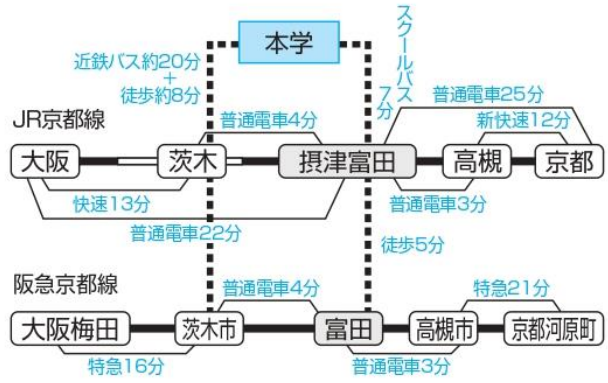 本学
近鉄バス約20分
+
徒歩約8分
スクールバス
7分
JR京都線
普通電車4分
普通電車25分
新快速12分
大阪
茨木
摂津富田
高槻
京都
快速13分
普通電車3分
普通電車22分
徒歩5分
阪急京都線
普通電車4分
特急21分
大阪梅田
茨木市
富田
高槻市
京都河原町
特急16分
普通電車3分